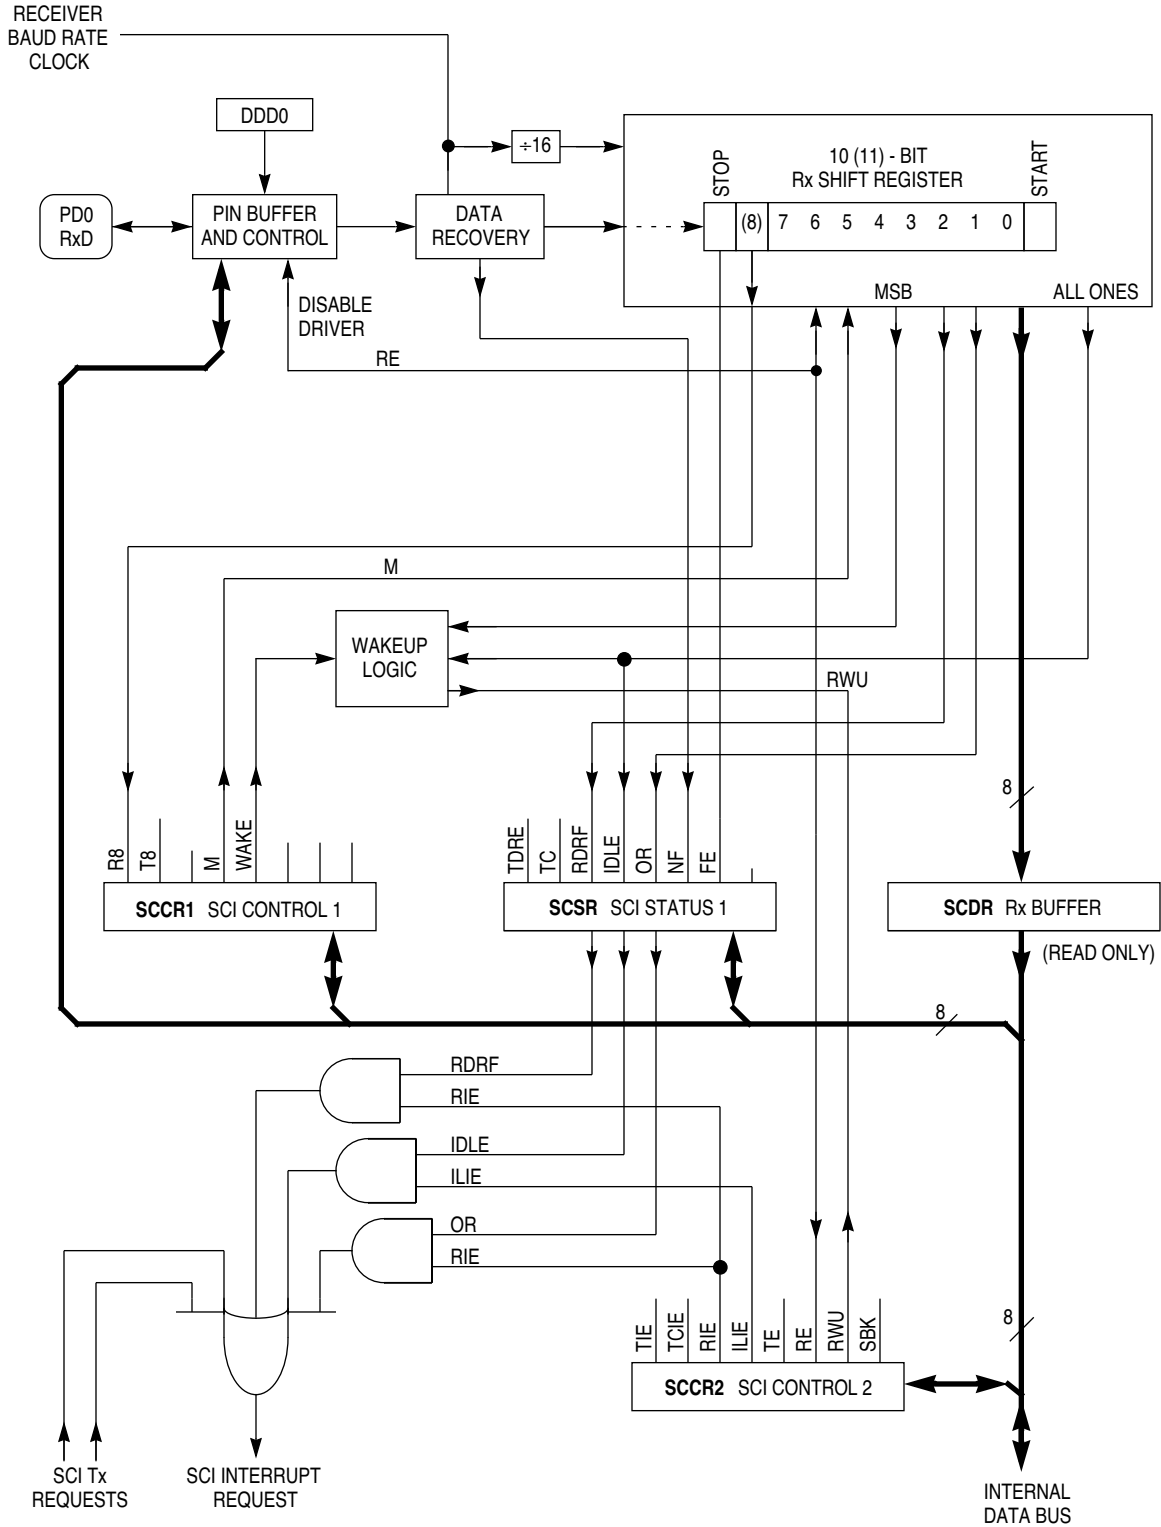 RECEIVER
BAUD RATE
CLOCK
DDD0
÷16
10 (11) - BIT
Rx SHIFT REGISTER
STOP
START
PD0
RxD
PIN BUFFER
AND CONTROL
DATA
RECOVERY
(8) 7 6 5 4 3 2 1 0
DISABLE
DRIVER
MSB
ALL ONES
RE
M
WAKEUP
LOGIC
RWU
8
R8
T8
M
WAKE
TDRE
TC
RDRF
IDLE
OR
NF
FE
SCCR1 SCI CONTROL 1
SCSR SCI STATUS 1
SCDR Rx BUFFER
(READ ONLY)
8
RDRF
RIE
IDLE
ILIE
OR
RIE
8
TIE
TCIE
RIE
ILIE
TE
RE
RWU
SBK
SCCR2 SCI CONTROL 2
SCI Tx
REQUESTS
SCI INTERRUPT
REQUEST
INTERNAL
DATA BUS